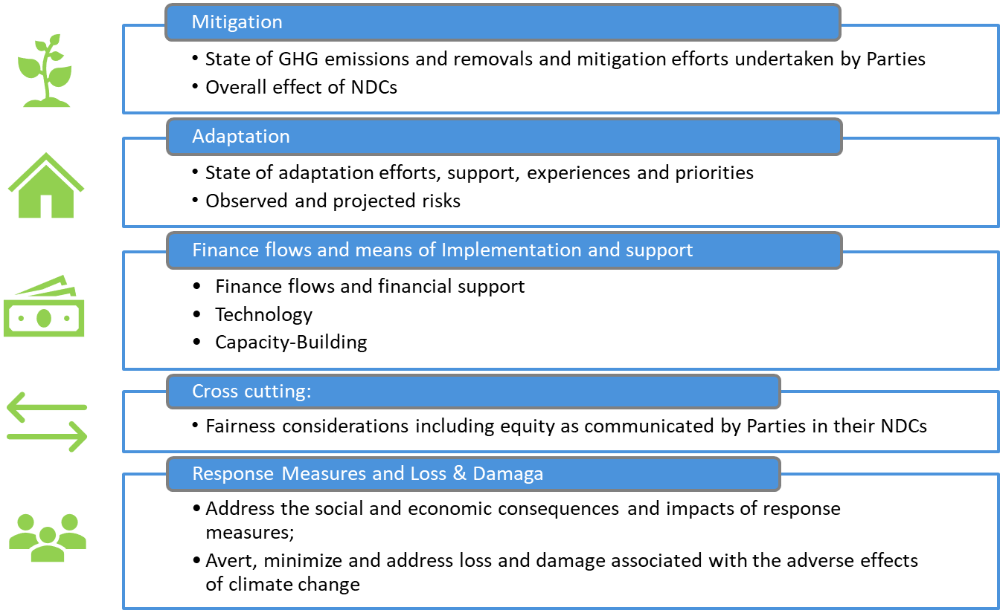 Mitigation
• State of GHG emissions and removals and mitigation efforts undertaken by Parties
• Overall effect of NDCs
Adaptation
• State of adaptation efforts, support, experiences and priorities
• Observed and projected risks
Finance flows and means of Implementation and support
• Finance flows and financial support
• Technology
• Capacity-Building
Cross cutting:
• Fairness considerations including equity as communicated by Parties in their NDCs
Response Measures and Loss & Damaga
• Address the social and economic consequences and impacts of response
measures;
• Avert, minimize and address loss and damage associated with the adverse effects
of climate change